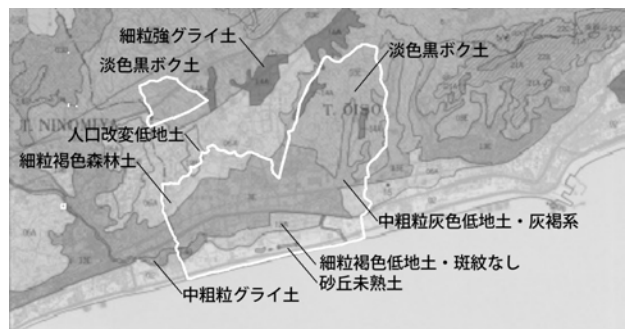 細粒強グライ土
淡色黒ボク土
淡色黒ボク土
T. NINOMIYA
T. OISO
人口改変低地土
細粒褐色森林土
中粗粒灰色低地土・灰褐系
細粒褐色低地土・斑紋なし
砂丘未熟土
中粗粒グライ土